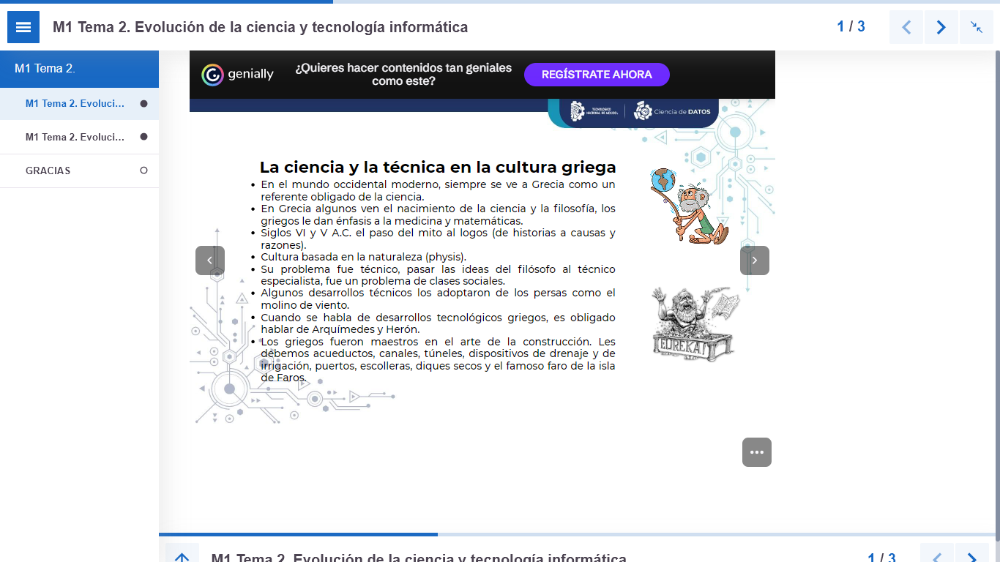 M1 Tema 2. Evolución de la ciencia y tecnología informática
1 / 3
M1 Tema 2.
M1 Tema 2. Evoluci...
M1 Tema 2. Evoluci...
GRACIAS
genially
¿Quieres hacer contenidos tan geniales
como este?
REGÍSTRATE AHORA
TECNOLÓGICO
NACIONAL DE MÉXICO
Ciencia de DATOS
La ciencia y la técnica en la cultura griega
• En el mundo occidental moderno, siempre se ve a Grecia como un
referente obligado de la ciencia.
• En Grecia algunos ven el nacimiento de la ciencia y la filosofía, los
griegos le dan énfasis a la medicina y matemáticas.
• Siglos VI y V A.C. el paso del mito al logos (de historias a causas y
razones).
• Cultura basada en la naturaleza (physis).
• Su problema fue técnico, pasar las ideas del filósofo al técnico
especialista, fue un problema de clases sociales.
• Algunos desarrollos técnicos los adoptaron de los persas como el
molino de viento.
• Cuando se habla de desarrollos tecnológicos griegos, es obligado
hablar de Arquímedes y Herón.
• Los griegos fueron maestros en el arte de la construcción. Les
debemos acueductos, canales, túneles, dispositivos de drenaje y de
irrigación, puertos, escolleras, diques secos y el famoso faro de la isla
de Faros.
EUREKA!
M1 Tema 2. Evolución de la ciencia y tecnología informática
1 / 3